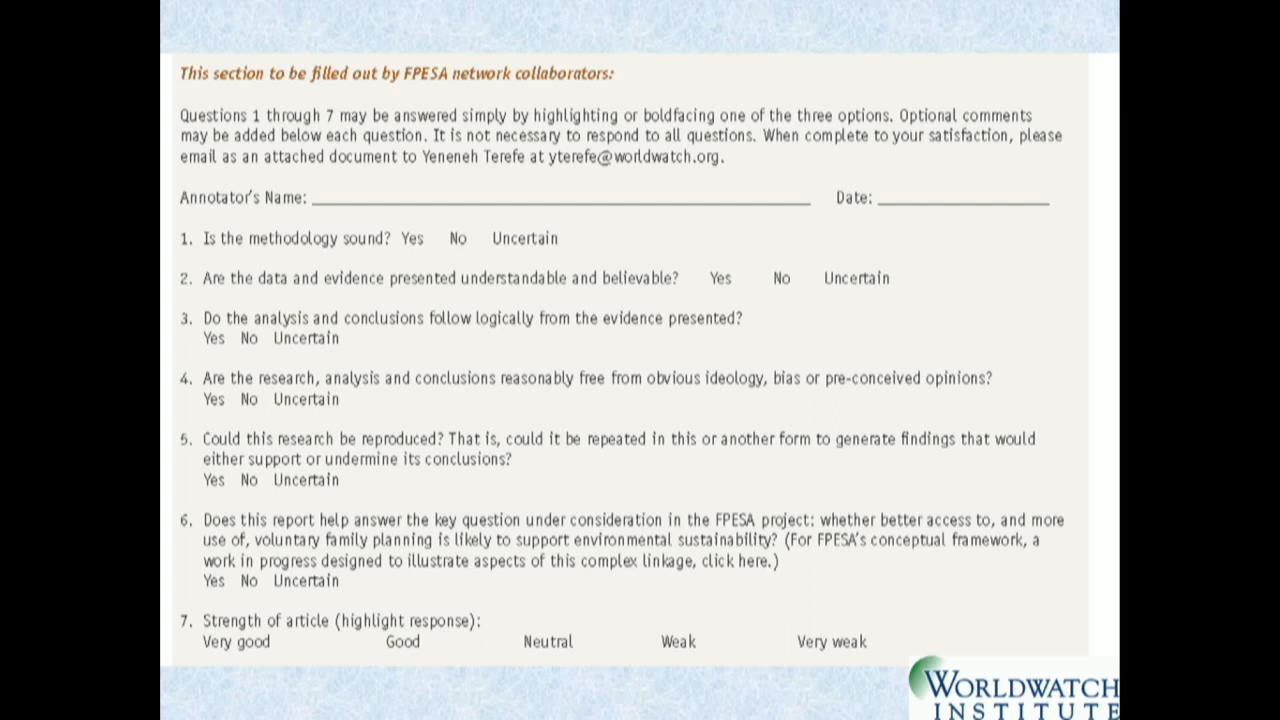 This section to be filled out by FPESA network collaborators:
Questions 1 through 7 may be answered simply by highlighting or boldfacing one of the three options. Optional comments
may be added below each question. It is not necessary to respond to all questions. When complete to your satisfaction, please
email as an attached document to Yeneneh Terefe at yterefe@worldwatch.org.
Annotator's Name: ____________________ Date: __________
1. Is the methodology sound? Yes No Uncertain
2. Are the data and evidence presented understandable and believable? Yes No Uncertain
3. Do the analysis and conclusions follow logically from the evidence presented?
Yes No Uncertain
4. Are the research, analysis and conclusions reasonably free from obvious ideology, bias or pre-conceived opinions?
Yes No Uncertain
5. Could this research be reproduced? That is, could it be repeated in this or another form to generate findings that would
either support or undermine its conclusions?
Yes No Uncertain
6. Does this report help answer the key question under consideration in the FPESA project: whether better access to, and more
use of, voluntary family planning is likely to support environmental sustainability? (For FPESA's conceptual framework, a
work in progress designed to illustrate aspects of this complex linkage, click here.)
Yes No Uncertain
7. Strength of article (highlight response):
Very good Good Neutral Weak Very weak
WORLDWATCH
INSTITUTE